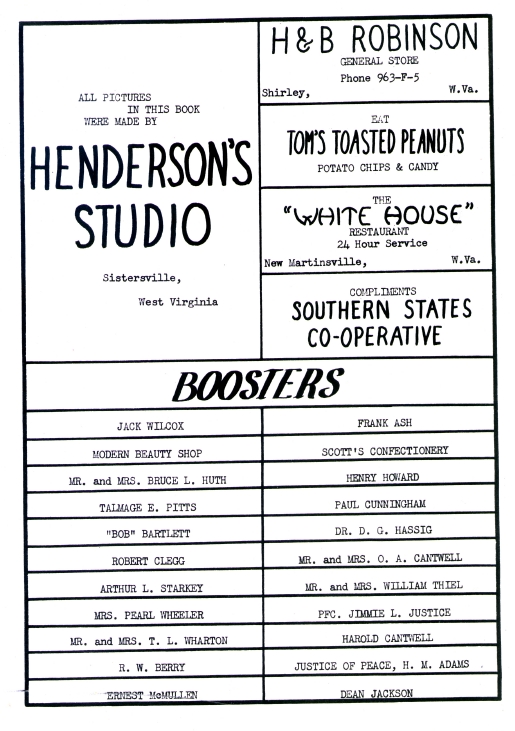 ALL PICTURES
IN THIS BOOK
WERE MADE BY
HENDERSON'S
STUDIO
Sistersville,
West Virginia
H & B ROBINSON
GENERAL STORE
Phone 963-F-5
Shirley, W.Va.
EAT
TOM'S TOASTED PEANUTS
POTATO CHIPS & CANDY
THE
"WHITE HOUSE"
RESTAURANT
24 Hour Service
New Martinsville, W.Va.
COMPLIMENTS
SOUTHERN STATES
CO-OPERATIVE
BOOSTERS
JACK WILCOX
MODERN BEAUTY SHOP
MR. and MRS. BRUCE L. HUTH
TALMAGE E. PITTS
"BOB" BARTLETT
ROBERT CLEGG
ARTHUR L. STARKEY
MRS. PEARL WHEELER
MR. and MRS. T. L. WHARTON
R. W. BERRY
ERNEST McMULLEN
FRANK ASH
SCOTT'S CONFECTIONERY
HENRY HOWARD
PAUL CUNNINGHAM
DR. D. G. HASSIG
MR. and MRS. O. A. CANTWELL
MR. and MRS. WILLIAM THIEL
PFC. JIMMIE L. JUSTICE
HAROLD CANTWELL
JUSTICE OF PEACE, H. M. ADAMS
DEAN JACKSON